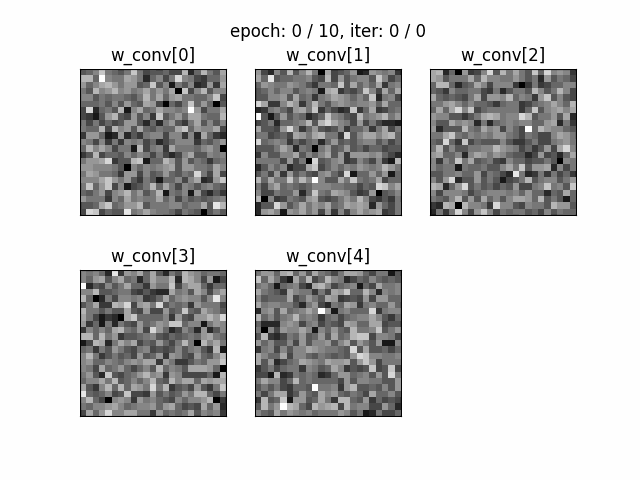 epoch: 0 / 10, iter: 0 / 0
w_conv[0] w_conv[1] w_conv[2]
w_conv[3] w_conv[4]